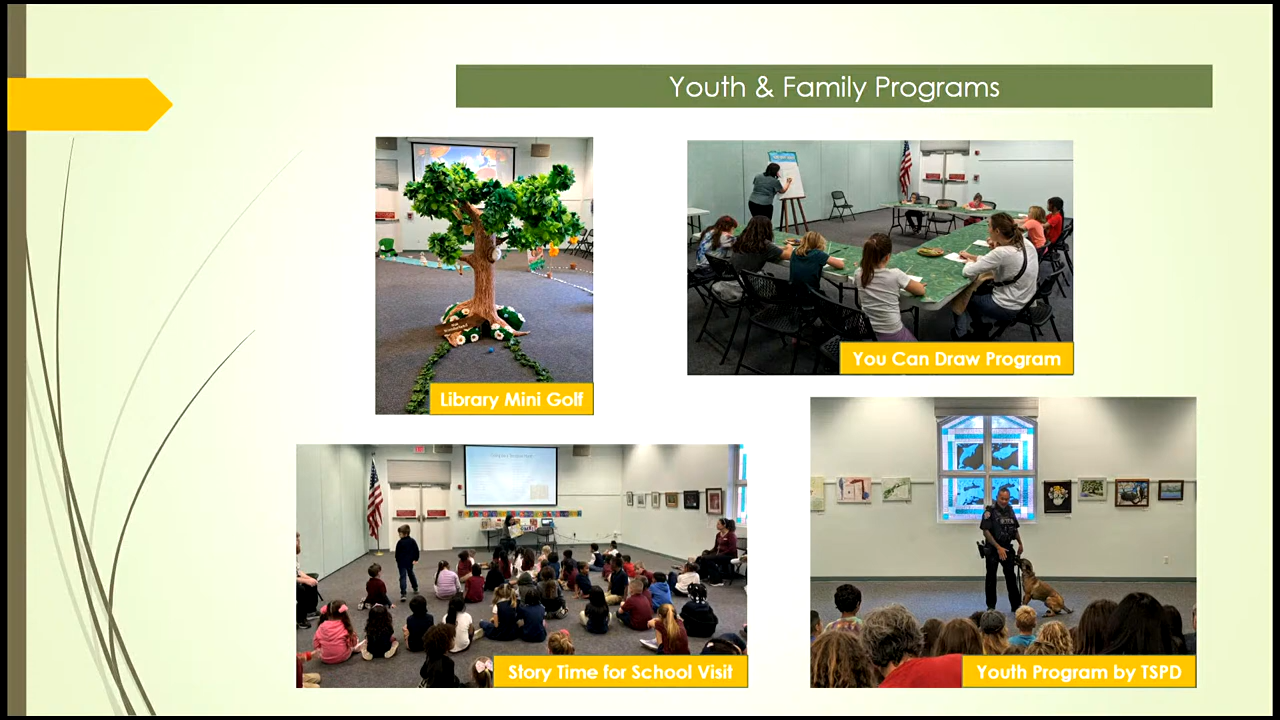 Youth & Family Programs
Library Mini Golf
You Can Draw Program
Story Time for School Visit
Youth Program by TSPD